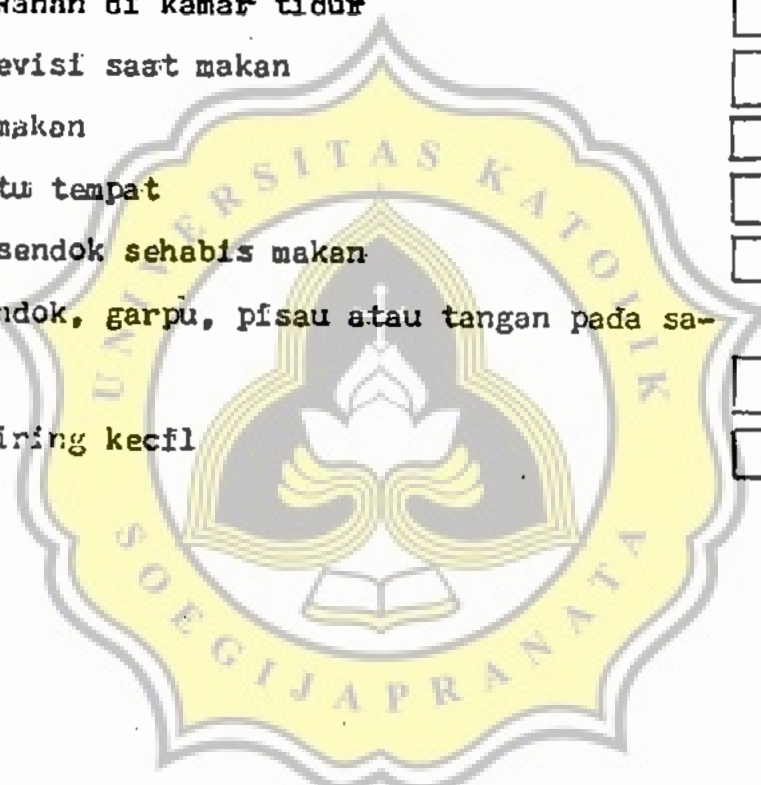 di kamar tidur
evisi saat makan
makan
tu tempat
sendok sehabis makan
ndok, garpu, pisau atau tangan pada sa-
iring kecil
UNIVERSITAS KATOLIK
SOEGIJAPRANATA